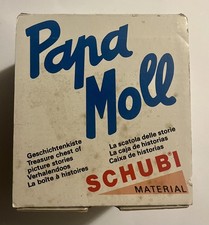 Papa
Moll
Geschichtenkiste
Treasure chest of
picture stories
Verhalendoos
La boîte à histoires
La scatola delle storie
La caja de historias
Caixa de historias
SCHUBI
MATERIAL